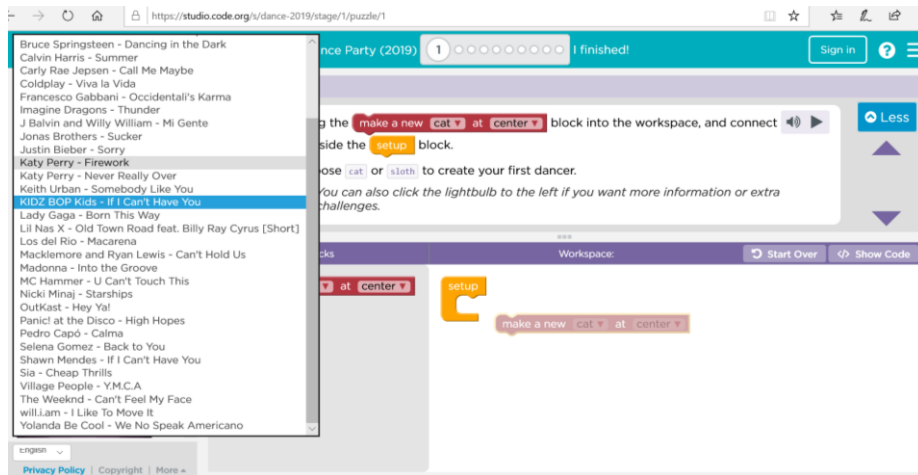 https://studio.code.org/s/dance-2019/stage/1/puzzle/1
nce Party (2019) 1 I finished!
Sign in
?
Bruce Springsteen - Dancing in the Dark
Calvin Harris - Summer
Carly Rae Jepsen - Call Me Maybe
Coldplay - Viva la Vida
Francesco Gabbani - Occidentali's Karma
Imagine Dragons - Thunder
J Balvin and Willy William - Mi Gente
Jonas Brothers - Sucker
Justin Bieber - Sorry
Katy Perry - Firework
Katy Perry - Never Really Over
Keith Urban - Somebody Like You
KIDZ BOP Kids - If I Can't Have You
Lady Gaga - Born This Way
Lil Nas X - Old Town Road feat. Billy Ray Cyrus [Short]
Los del Rio - Macarena
Macklemore and Ryan Lewis - Can't Hold Us
Madonna - Into the Groove
MC Hammer - U Can't Touch This
Nicki Minaj - Starships
OutKast - Hey Ya!
Panic! at the Disco - High Hopes
Pedro Capó - Calma
Selena Gomez - Back to You
Shawn Mendes - If I Can't Have You
Sia - Cheap Thrills
Village People - Y.M.C.A
The Weeknd - Can't Feel My Face
will.i.am - I Like To Move It
Yolanda Be Cool - We No Speak Americano
g the make a new cat at center block into the workspace, and connect
side the setup block.
ose cat or sloth to create your first dancer.
You can also click the lightbulb to the left if you want more information or extra
challenges.
Less
cks
Workspace:
Start Over
</> Show Code
at center
setup
make a new cat at center
English
Privacy Policy | Copyright | More